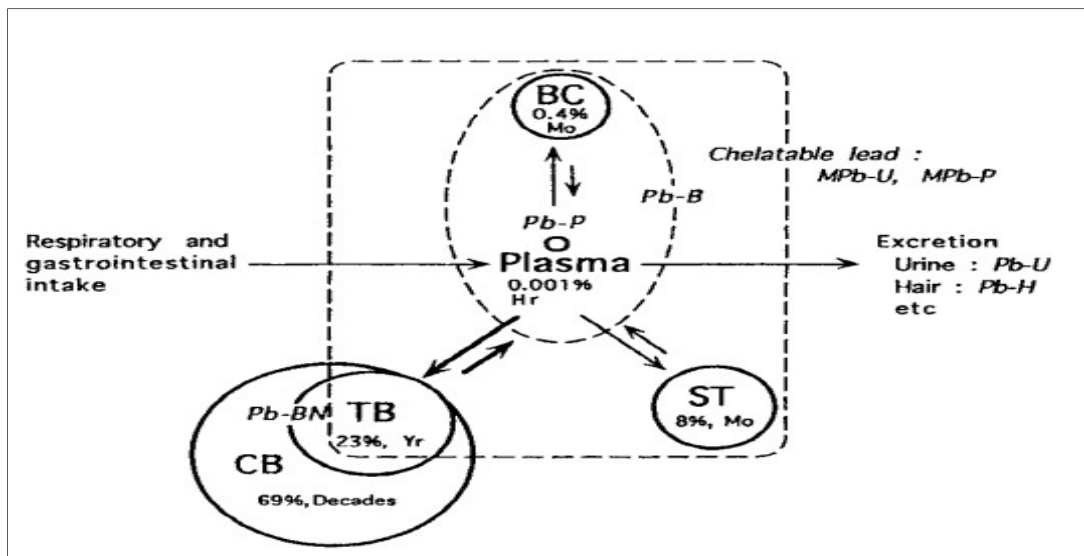 BC
0.4%
Mo
Chelatable lead :
MPb-U, MPb-P
Pb-B
Pb-P
Respiratory and
gastrointestinal
intake
Plasma
0.001%
Hr
Excretion
Urine : Pb-U
Hair : Pb-H
etc
Pb-BN
TB
23%, Yr
ST
8%, Mo
CB
69%, Decades